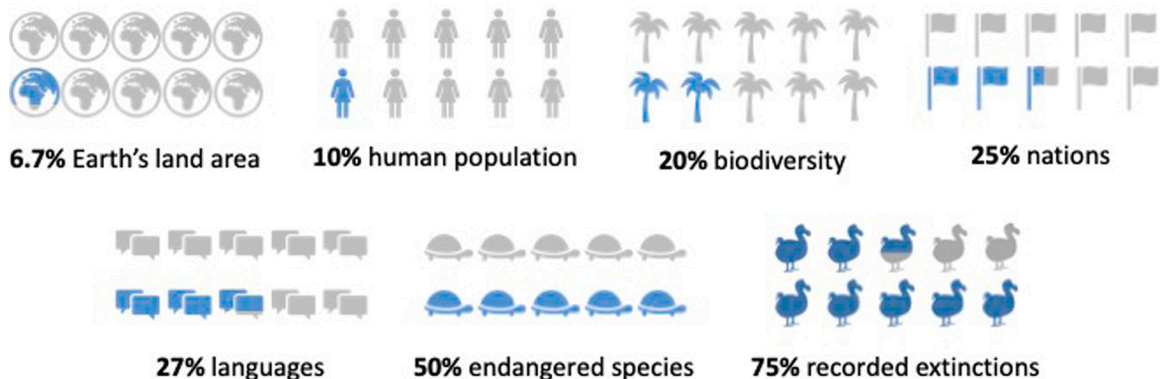 6.7% Earth's land area
10% human population
20% biodiversity
25% nations
27% languages
50% endangered species
75% recorded extinctions